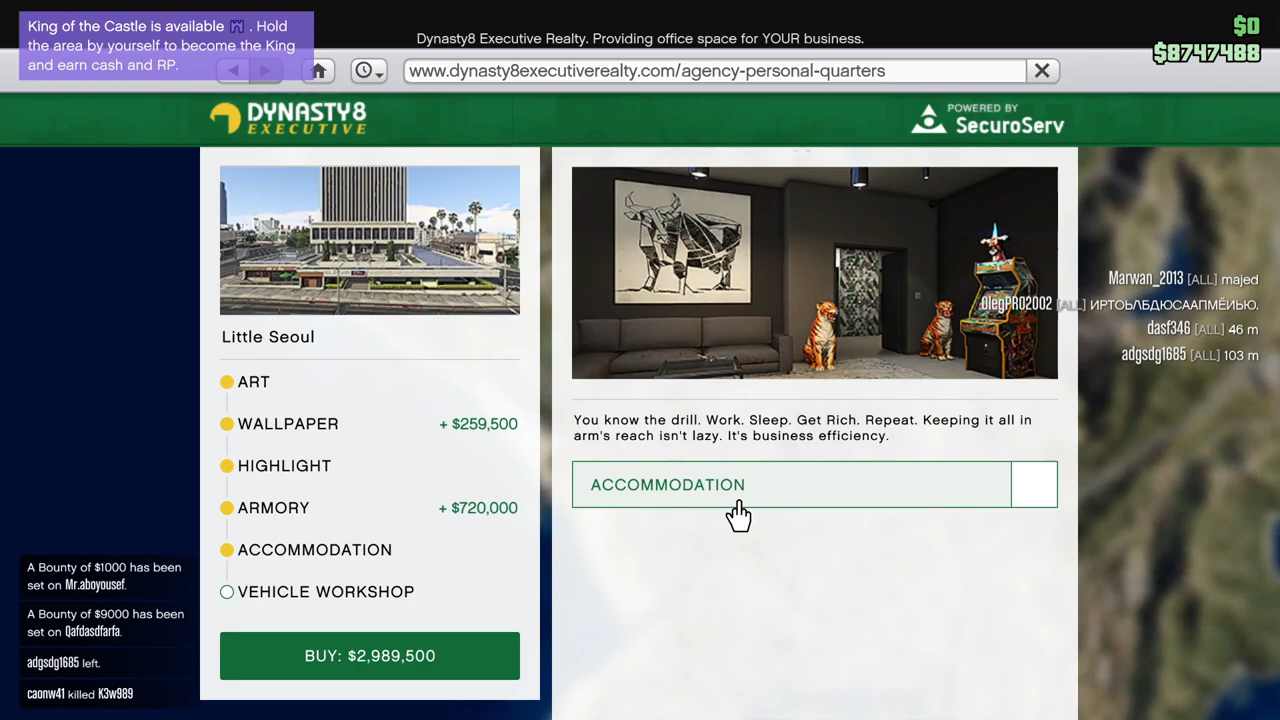 King of the Castle is available . Hold
the area by yourself to become the King
and earn cash and RP.
Dynasty8 Executive Realty. Providing office space for YOUR business.
$0
$8747488
www.dynasty8executiverealty.com/agency-personal-quarters
DYNASTY8
EXECUTIVE
POWERED BY
SecuroServ
Little Seoul
ART
WALLPAPER + $259,500
HIGHLIGHT
ARMORY + $720,000
ACCOMMODATION
VEHICLE WORKSHOP
BUY: $2,989,500
You know the drill. Work. Sleep. Get Rich. Repeat. Keeping it all in
arm's reach isn't lazy. It's business efficiency.
ACCOMMODATION
Marwan_2013 [ALL] majed
OlegPRO2002 [ALL] ИРТОЬЛБДЮСААПМЁИЬЮ.
dasf346 [ALL] 46 m
adgsdg1685 [ALL] 103 m
A Bounty of $1000 has been
set on Mr.aboyousef.
A Bounty of $9000 has been
set on Qafdasdfarfa.
adgsdg1685 left.
caonw41 killed K3w989